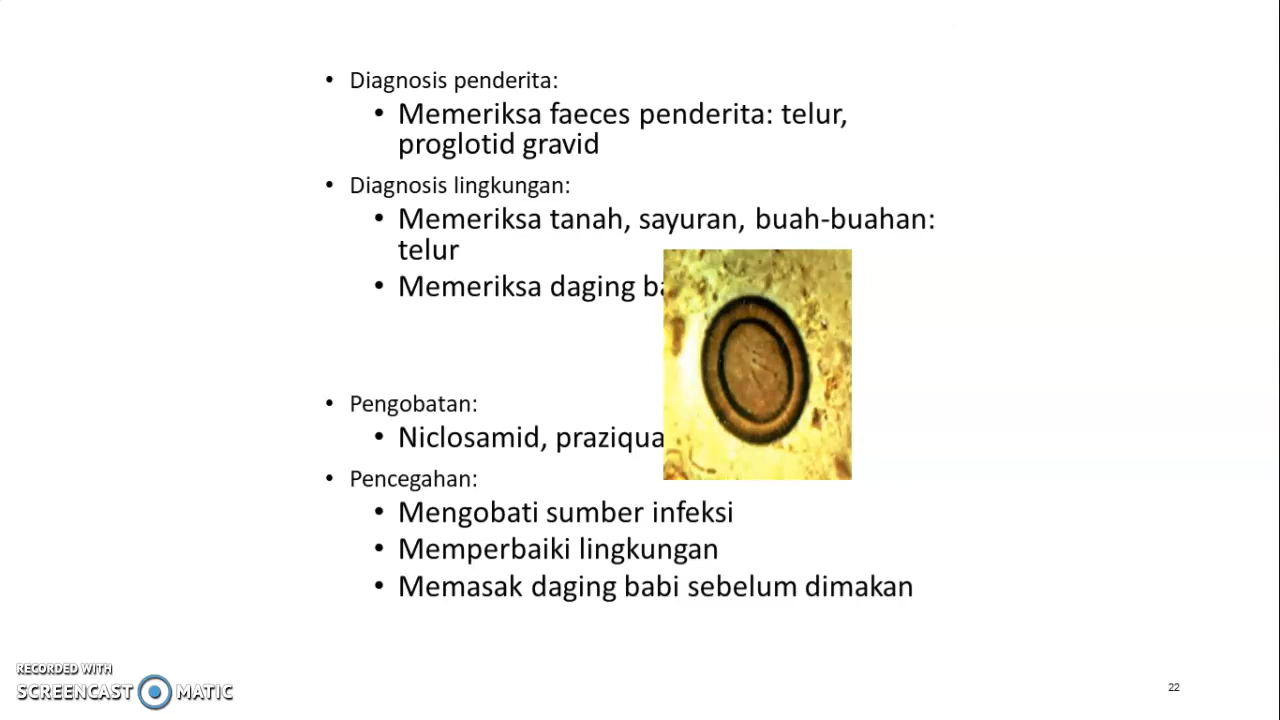 • Diagnosis penderita:
• Memeriksa faeces penderita: telur,
proglotid gravid
• Diagnosis lingkungan:
• Memeriksa tanah, sayuran, buah-buahan:
telur
• Memeriksa daging
• Pengobatan:
• Niclosamid,
• Pencegahan:
• Mengobati sumber infeksi
• Memperbaiki lingkungan
• Memasak daging babi sebelum dimakan
RECORDED WITH
SCREENCAST MATIC
22